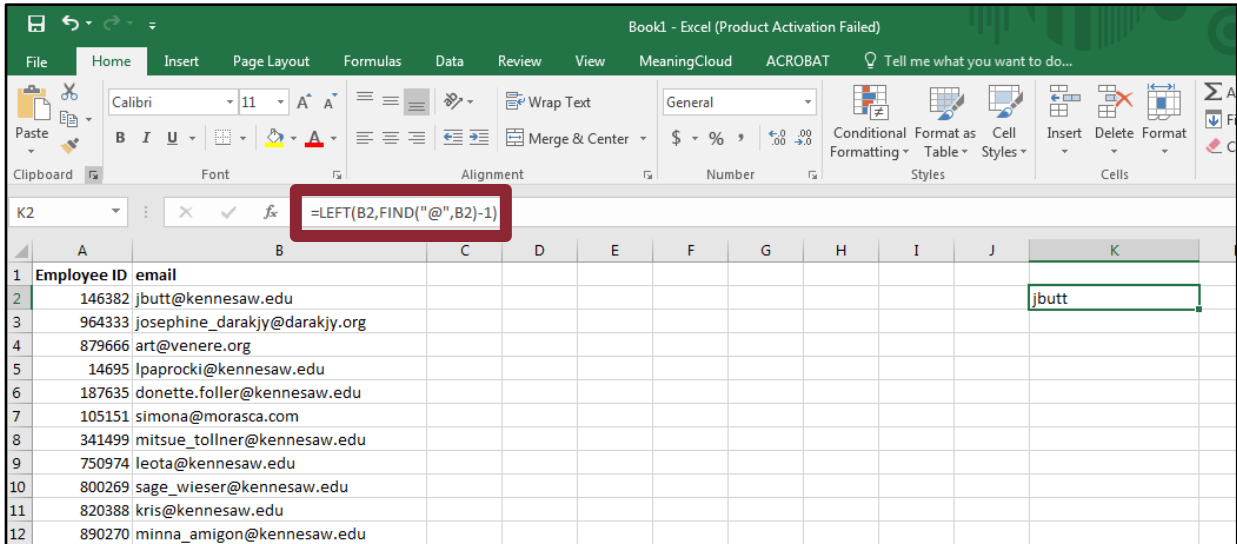 Book1 - Excel (Product Activation Failed)
File Home Insert Page Layout Formulas Data Review View MeaningCloud ACROBAT Tell me what you want to do...
Calibri 11 A A Wrap Text General Σ A
Paste Conditional Format as Cell Insert Delete Format Fi
B I U A Merge & Center $ % , .0 .00 Formatting Table Styles C
Clipboard Font Alignment Number Styles Cells
K2 fx =LEFT(B2,FIND("@",B2)-1)
A B C D E F G H I J K
1 Employee ID email
2 146382 jbutt@kennesaw.edu jbutt
3 964333 josephine_darakjy@darakjy.org
4 879666 art@venere.org
5 14695 lpaprocki@kennesaw.edu
6 187635 donette.foller@kennesaw.edu
7 105151 simona@morasca.com
8 341499 mitsue_tollner@kennesaw.edu
9 750974 leota@kennesaw.edu
10 800269 sage_wieser@kennesaw.edu
11 820388 kris@kennesaw.edu
12 890270 minna_amigon@kennesaw.edu